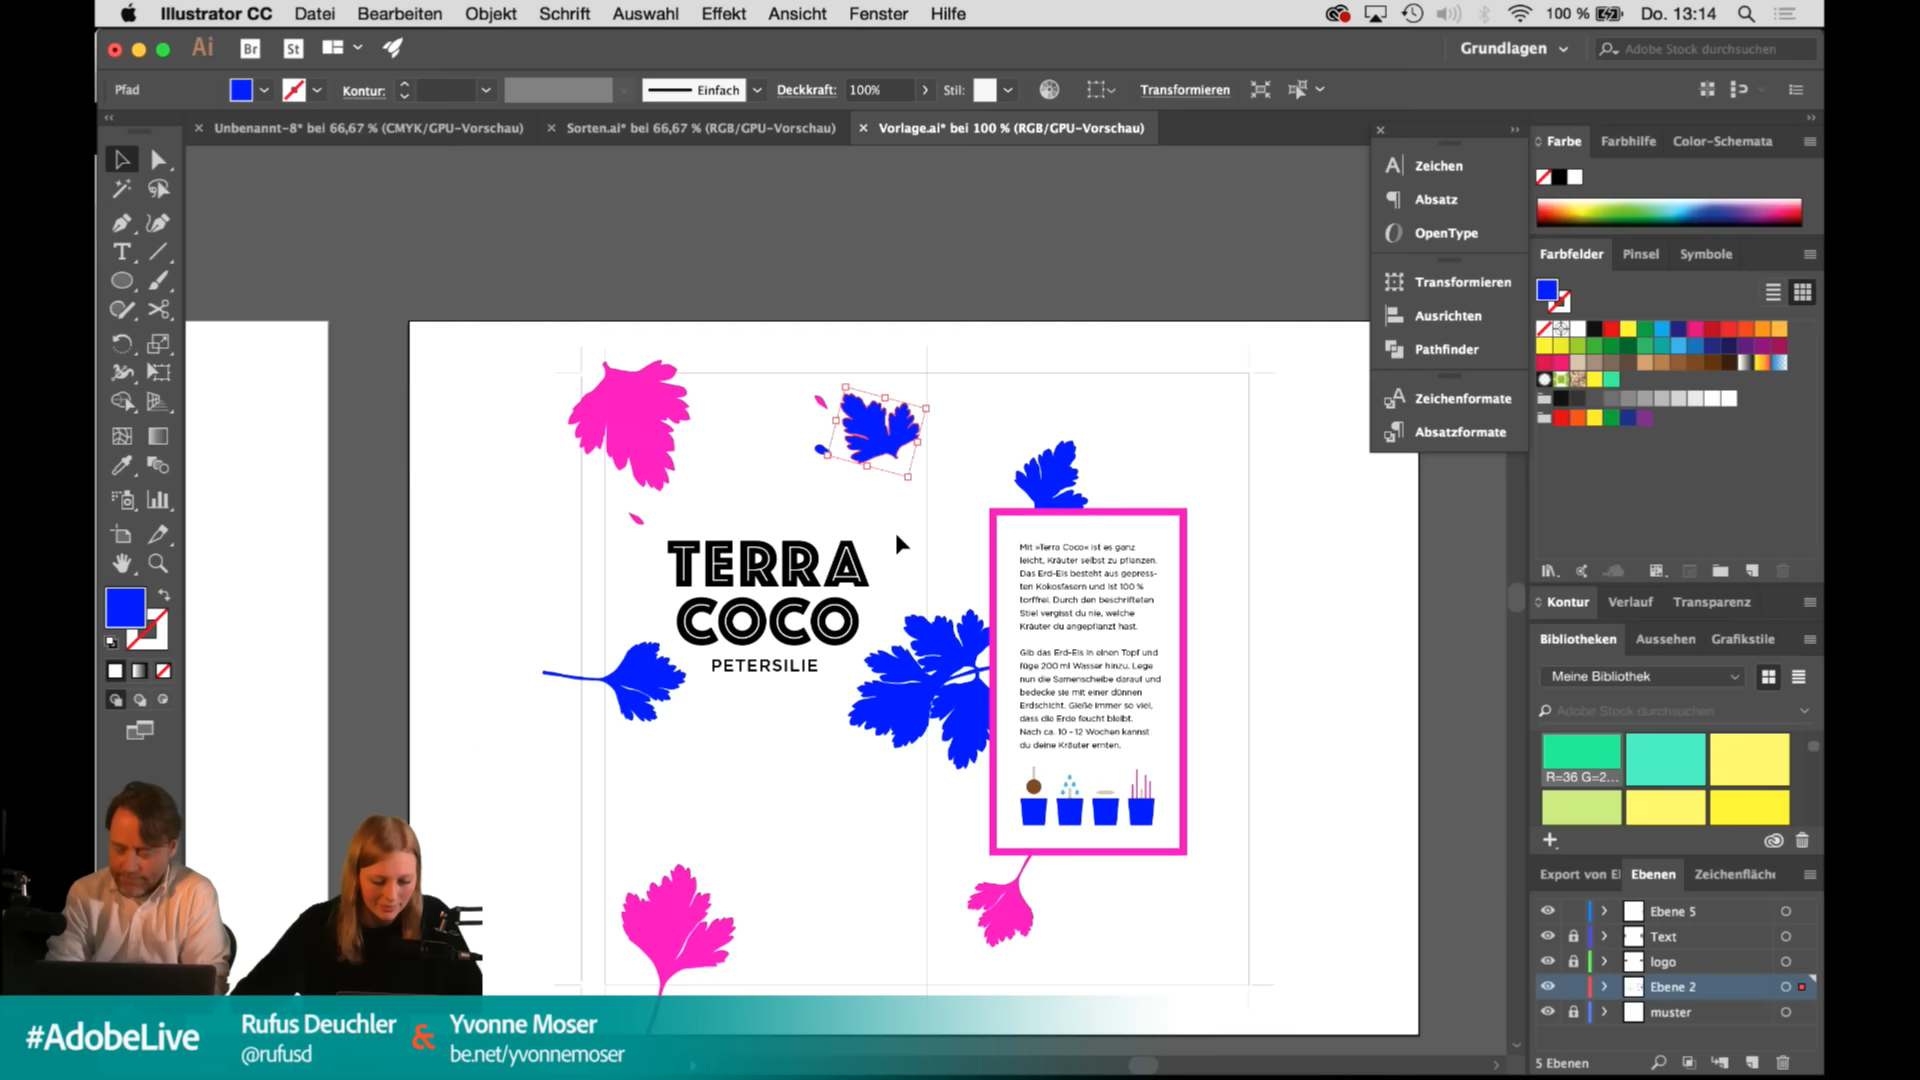 Illustrator CC Datei Bearbeiten Objekt Schrift Auswahl Effekt Ansicht Fenster Hilfe 100 % Do. 13:14
Ai Br St Grundlagen Adobe Stock durchsuchen
Pfad Kontur: Einfach Deckkraft: 100% Stil: Transformieren
Unbenannt-8* bei 66,67 % (CMYK/GPU-Vorschau) Sorten.ai* bei 66,67 % (RGB/GPU-Vorschau) Vorlage.ai* bei 100 % (RGB/GPU-Vorschau)
Zeichen
Absatz
OpenType
Transformieren
Ausrichten
Pathfinder
Zeichenformate
Absatzformate
Farbe Farbhilfe Color-Schemata
Farbfelder Pinsel Symbole
Kontur Verlauf Transparenz
Bibliotheken Aussehen Grafikstile
Meine Bibliothek
Adobe Stock durchsuchen
R=36 G=2...
Export von El Ebenen Zeichenfläche
Ebene 5
Text
logo
Ebene 2
muster
5 Ebenen
TERRA
COCO
PETERSILIE
Mit »Terra Coco« ist es ganz
leicht, Kräuter selbst zu pflanzen.
Das Erd-Eis besteht aus gepress-
ten Kokosfasern und ist 100 %
torffrei. Durch den beschrifteten
Stiel vergisst du nie, welche
Kräuter du angepflanzt hast.
Gib das Erd-Eis in einen Topf und
füge 200 ml Wasser hinzu. Lege
nun die Samenscheibe darauf und
bedecke sie mit einer dünnen
Erdschicht. Gieße immer so viel,
dass die Erde feucht bleibt.
Nach ca. 10 – 12 Wochen kannst
du deine Kräuter ernten.
#AdobeLive
Rufus Deuchler
@rufusd
&
Yvonne Moser
be.net/yvonnemoser